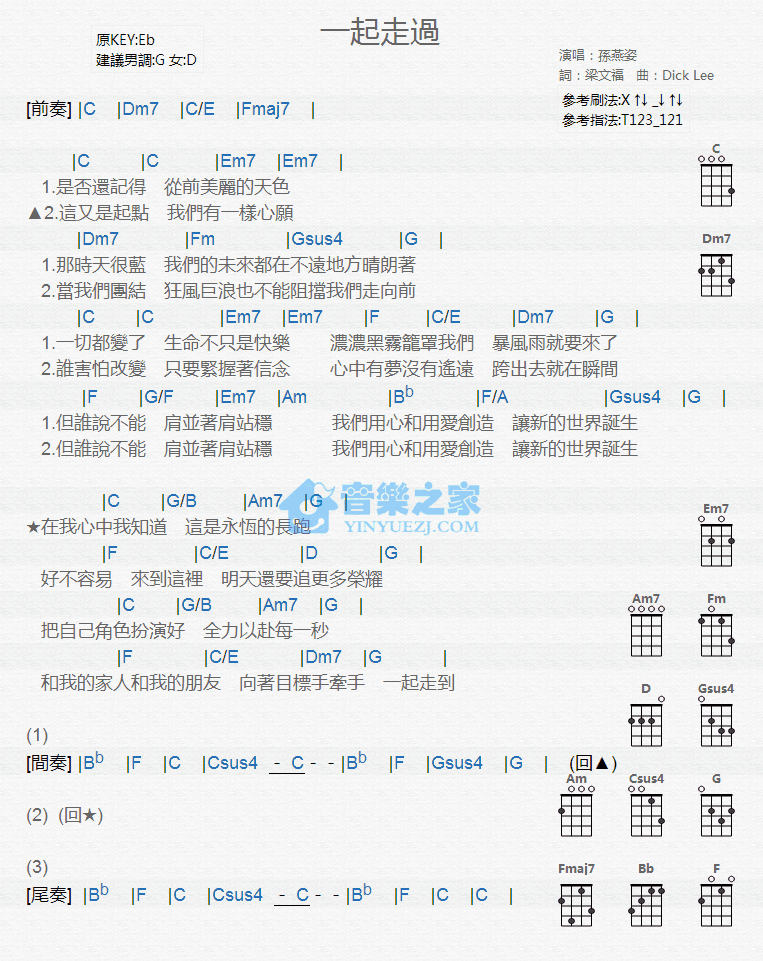 一起走過
原KEY:Eb
建議男調:G 女:D
演唱：孫燕姿
詞：梁文福　曲：Dick Lee
參考刷法:X ↑↓ _↓ ↑↓
參考指法:T123_121
[前奏] |C |Dm7 |C/E |Fmaj7 |
|C |C |Em7 |Em7 |
1.是否還記得　從前美麗的天色
▲2.這又是起點　我們有一樣心願
|Dm7 |Fm |Gsus4 |G |
1.那時天很藍　我們的未來都在不遠地方晴朗著
2.當我們團結　狂風巨浪也不能阻擋我們走向前
|C |C |Em7 |Em7 |F |C/E |Dm7 |G |
1.一切都變了　生命不只是快樂　濃濃黑霧籠罩我們　暴風雨就要來了
2.誰害怕改變　只要緊握著信念　心中有夢沒有遙遠　跨出去就在瞬間
|F |G/F |Em7 |Am |Bb |F/A |Gsus4 |G |
1.但誰說不能　肩並著肩站穩　我們用心和用愛創造　讓新的世界誕生
2.但誰說不能　肩並著肩站穩　我們用心和用愛創造　讓新的世界誕生
|C |G/B |Am7 |G |
★在我心中我知道　這是永恆的長跑
|F |C/E |D |G |
好不容易　來到這裡　明天還要追更多榮耀
|C |G/B |Am7 |G |
把自己角色扮演好　全力以赴每一秒
|F |C/E |Dm7 |G |
和我的家人和我的朋友　向著目標手牽手　一起走到
(1)
[間奏] |Bb |F |C |Csus4 - C - - |Bb |F |Gsus4 |G | (回▲)
(2) (回★)
(3)
[尾奏] |Bb |F |C |Csus4 - C - - |Bb |F |C |C |
音樂之家
YINYUEZJ.COM
C
Dm7
Em7
Am7 Fm
D Gsus4
Am Csus4 G
Fmaj7 Bb F